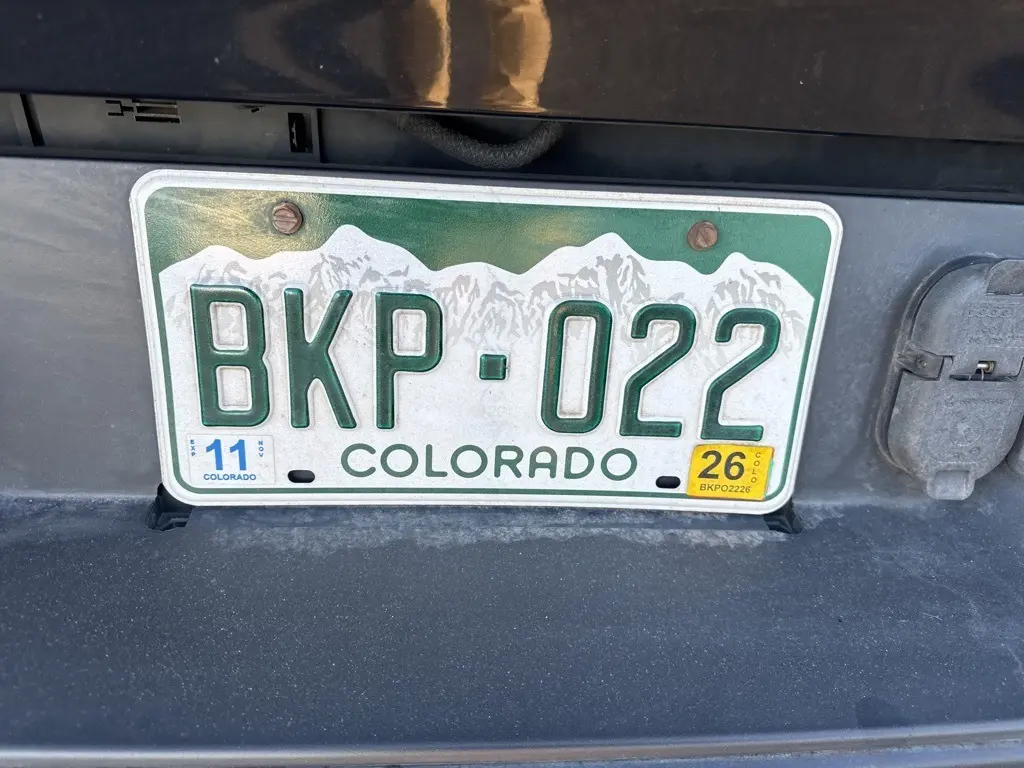 BKP·022
EXP 11 NOV
COLORADO
COLORADO
26 COLO
BKPO2226